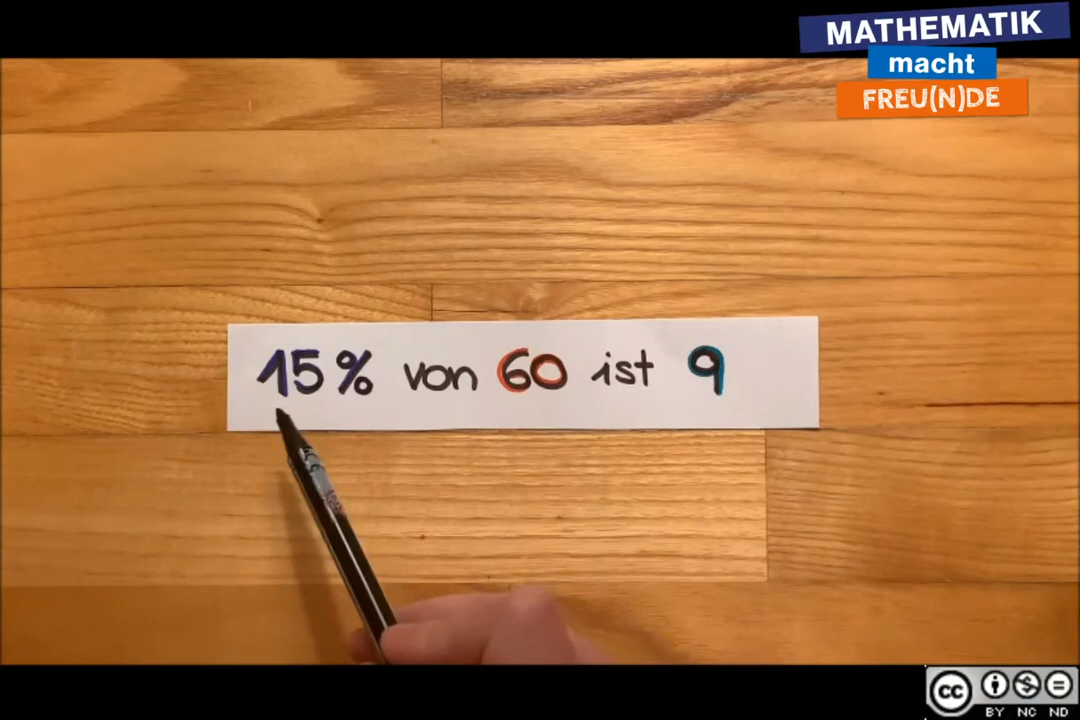 MATHEMATIK
macht
FREU(N)DE
15% von 60 ist 9
cc
BY NC ND